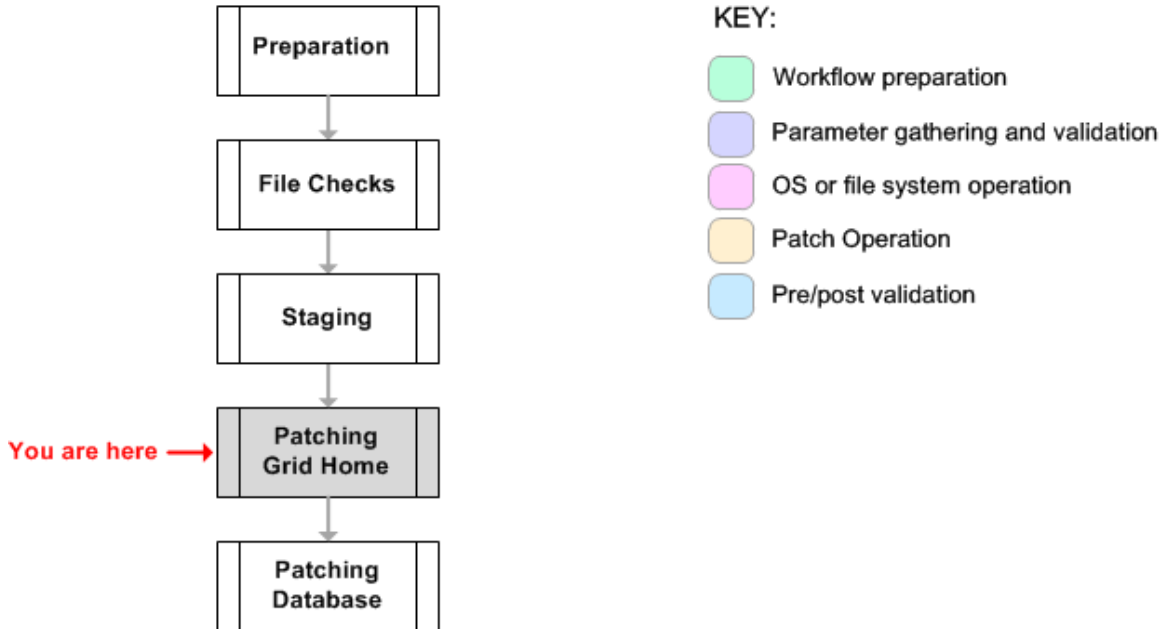 Preparation
File Checks
Staging
You are here
Patching
Grid Home
Patching
Database
KEY:
Workflow preparation
Parameter gathering and validation
OS or file system operation
Patch Operation
Pre/post validation